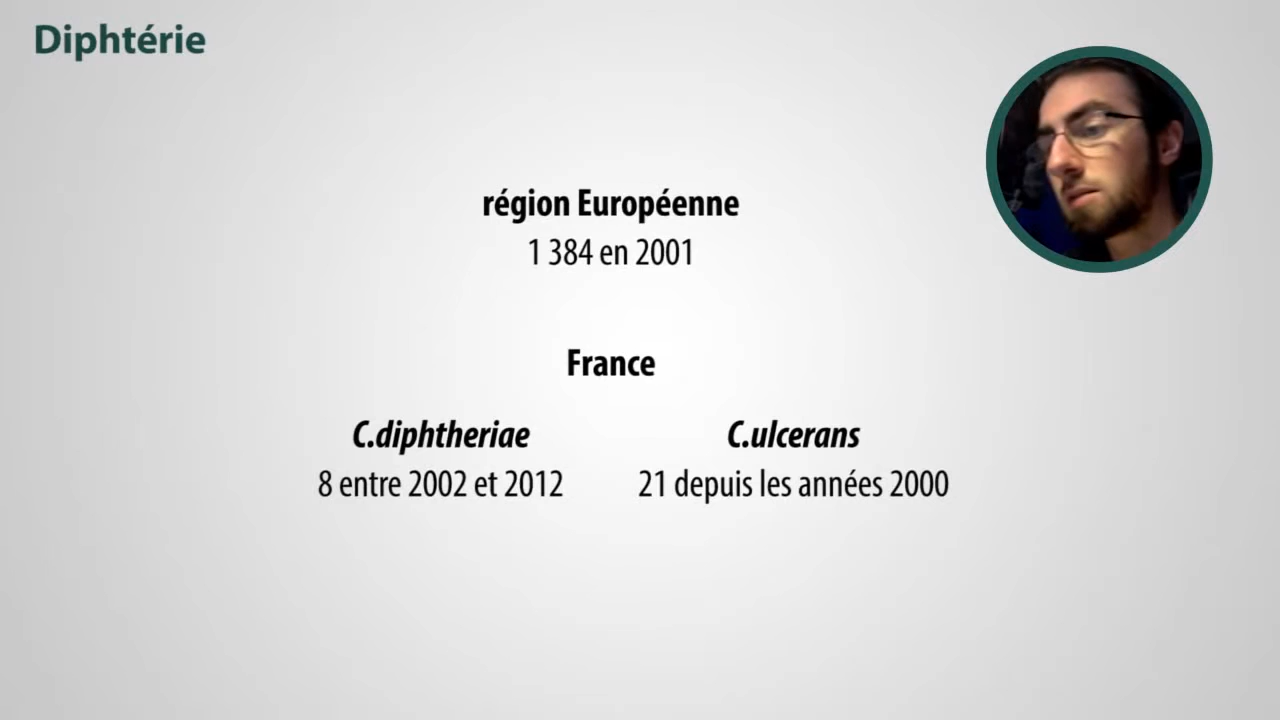 Diphtérie
région Européenne
1 384 en 2001
France
C.diphtheriae
8 entre 2002 et 2012
C.ulcerans
21 depuis les années 2000